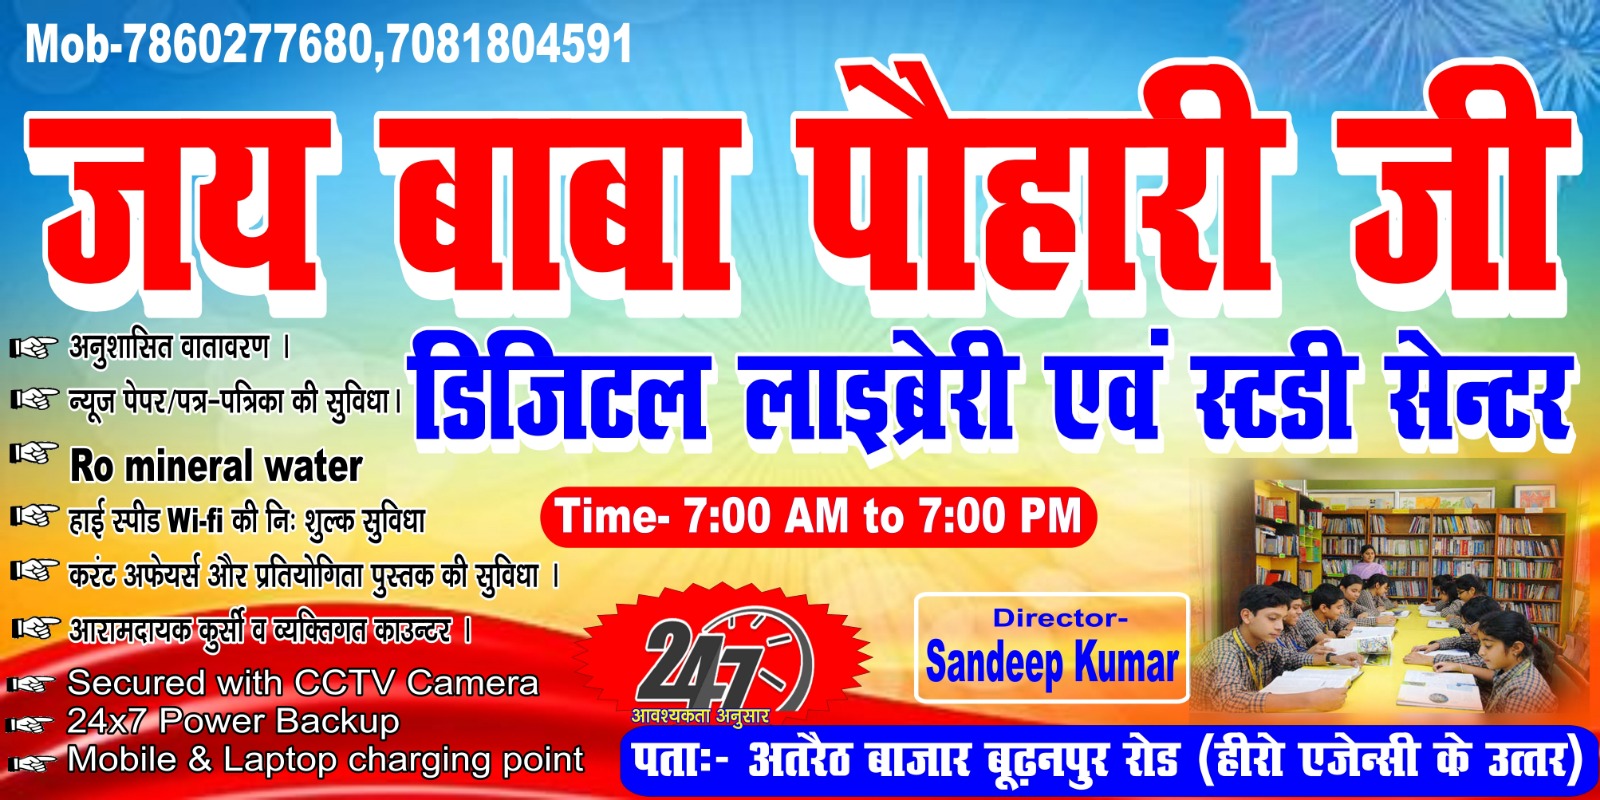 Mob-7860277680,7081804591
जय बाबा पौहारी जी
डिजिटल लाइब्रेरी एवं स्टडी सेन्टर
अनुशासित वातावरण ।
न्यूज पेपर/पत्र-पत्रिका की सुविधा।
Ro mineral water
हाई स्पीड Wi-fi की निः शुल्क सुविधा
करंट अफेयर्स और प्रतियोगिता पुस्तक की सुविधा ।
आरामदायक कुर्सी व व्यक्तिगत काउन्टर ।
Secured with CCTV Camera
24x7 Power Backup
Mobile & Laptop charging point
Time- 7:00 AM to 7:00 PM
247
आवश्यकता अनुसार
Director-
Sandeep Kumar
पताः- अतरैठ बाजार बूढ़नपुर रोड (हीरो एजेन्सी के उत्तर)